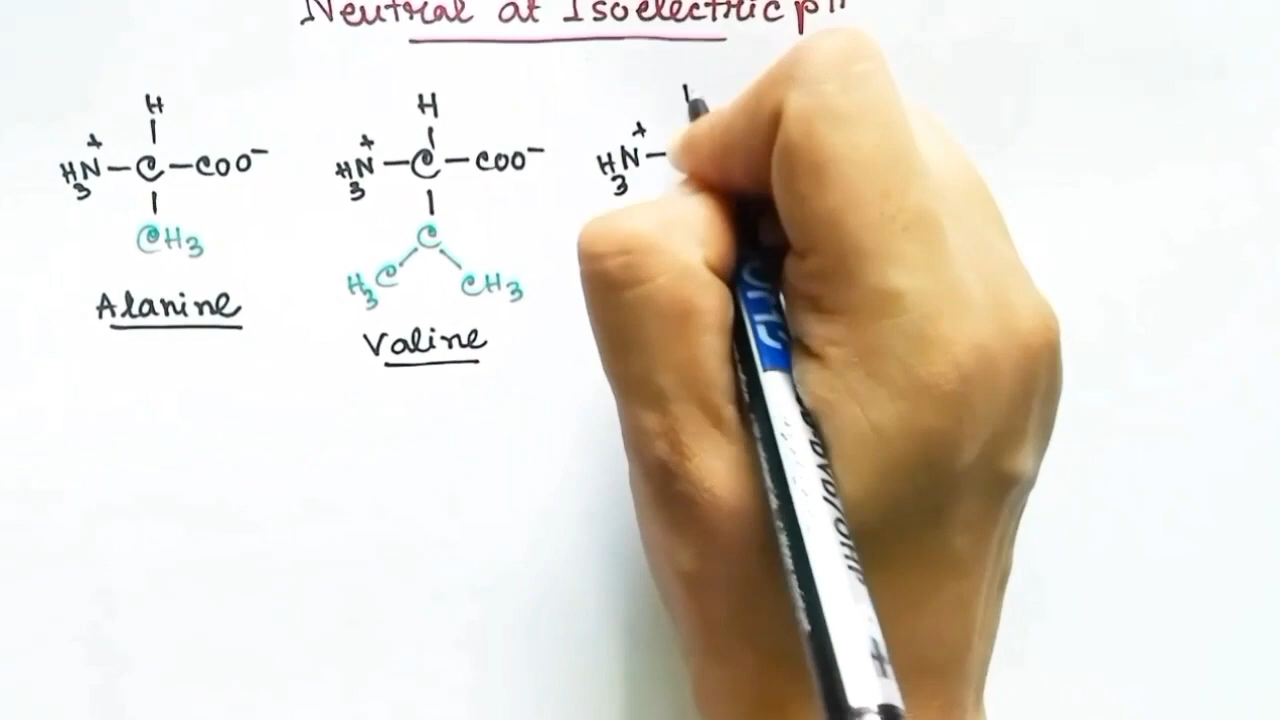 Neutral at Isoelectric pH
H H
H3N+ – C – COO– H3N+ – C – COO– H3N+ –
CH3 C
H3C CH3
Alanine
Valine